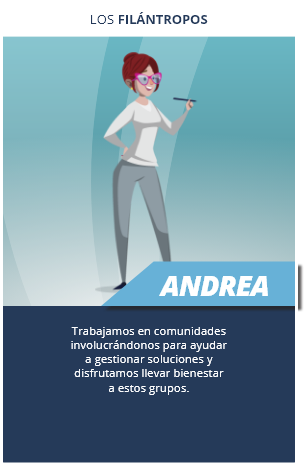 LOS FILÁNTROPOS
ANDREA
Trabajamos en comunidades
involucrándonos para ayudar
a gestionar soluciones y
disfrutamos llevar bienestar
a estos grupos.